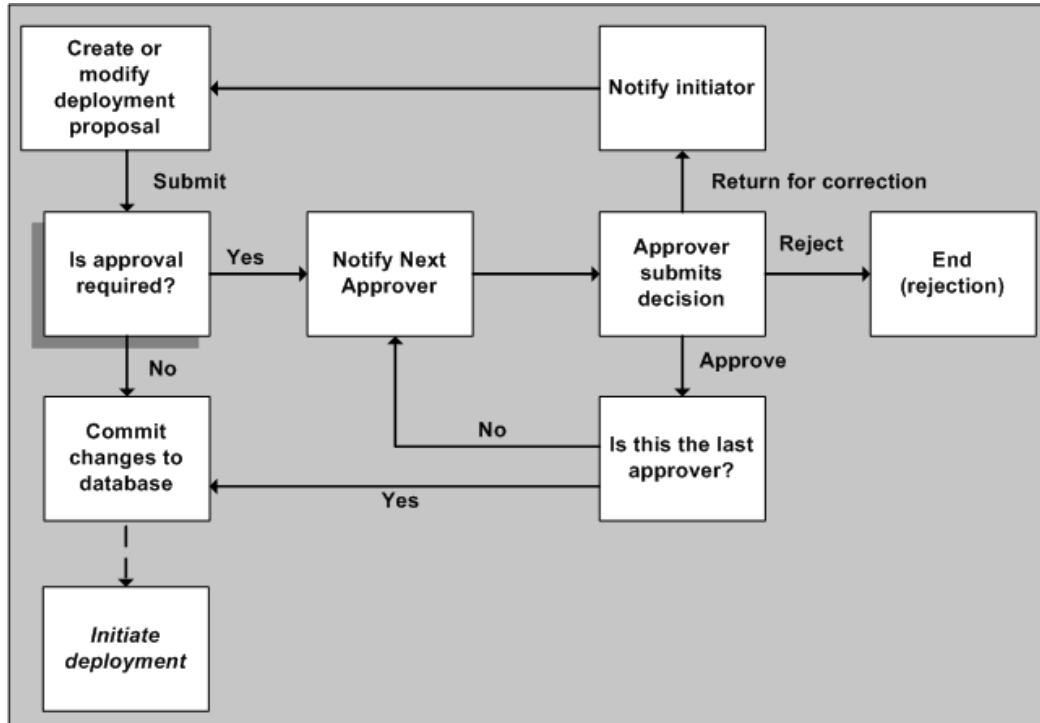 Create or
modify
deployment
proposal
Notify initiator
Submit
Return for correction
Is approval
required?
Yes
Notify Next
Approver
Approver
submits
decision
Reject
End
(rejection)
No
Approve
Commit
changes to
database
No
Is this the last
approver?
Yes
Initiate
deployment